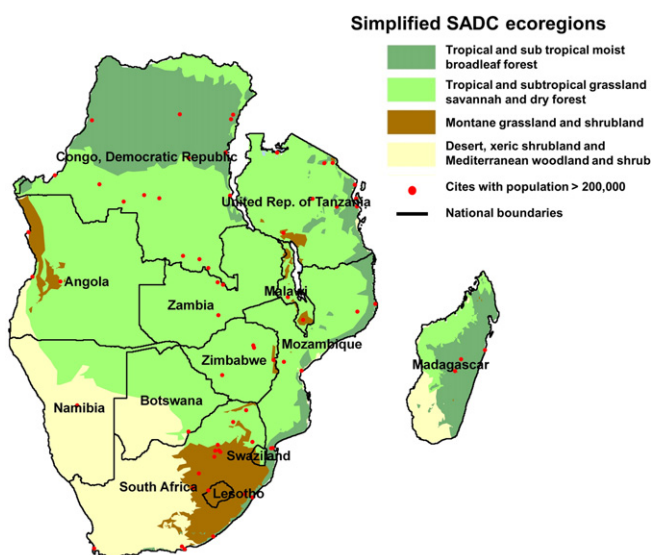 Simplified SADC ecoregions
Tropical and sub tropical moist
broadleaf forest
Tropical and subtropical grassland
savannah and dry forest
Montane grassland and shrubland
Desert, xeric shrubland and
Mediterranean woodland and shrub
Cites with population > 200,000
National boundaries
Congo, Democratic Republic
United Rep. of Tanzania
Angola
Malawi
Zambia
Mozambique
Zimbabwe
Madagascar
Namibia
Botswana
Swaziland
South Africa
Lesotho